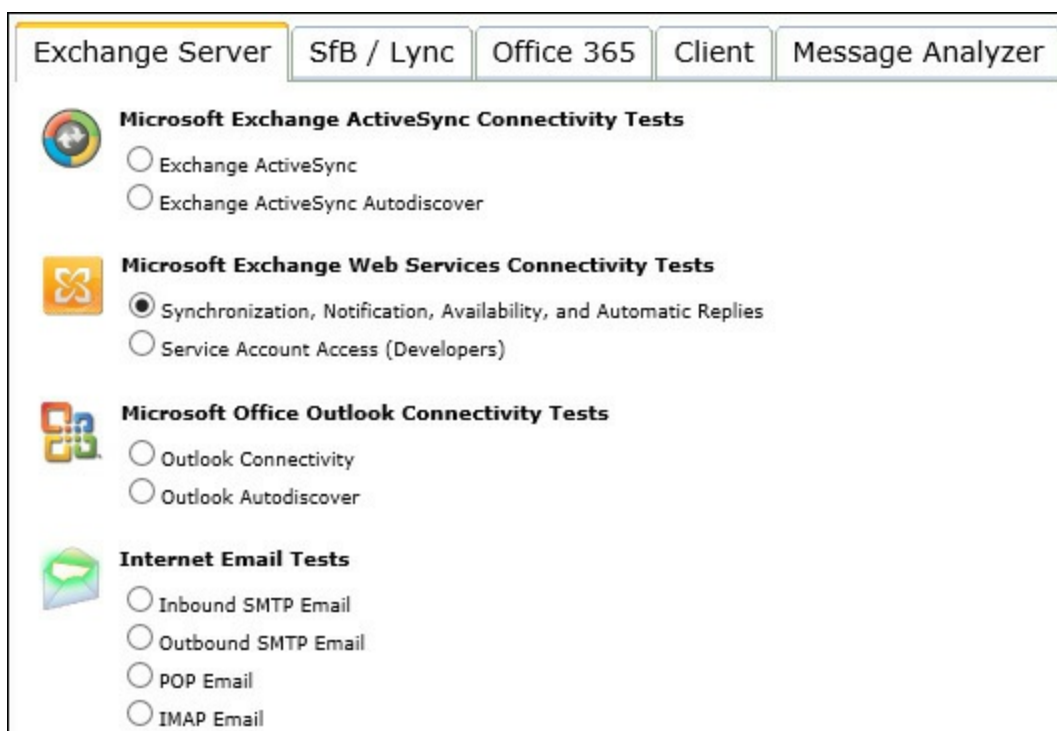 Exchange Server SfB / Lync Office 365 Client Message Analyzer
Microsoft Exchange ActiveSync Connectivity Tests
Exchange ActiveSync
Exchange ActiveSync Autodiscover
Microsoft Exchange Web Services Connectivity Tests
Synchronization, Notification, Availability, and Automatic Replies
Service Account Access (Developers)
Microsoft Office Outlook Connectivity Tests
Outlook Connectivity
Outlook Autodiscover
Internet Email Tests
Inbound SMTP Email
Outbound SMTP Email
POP Email
IMAP Email